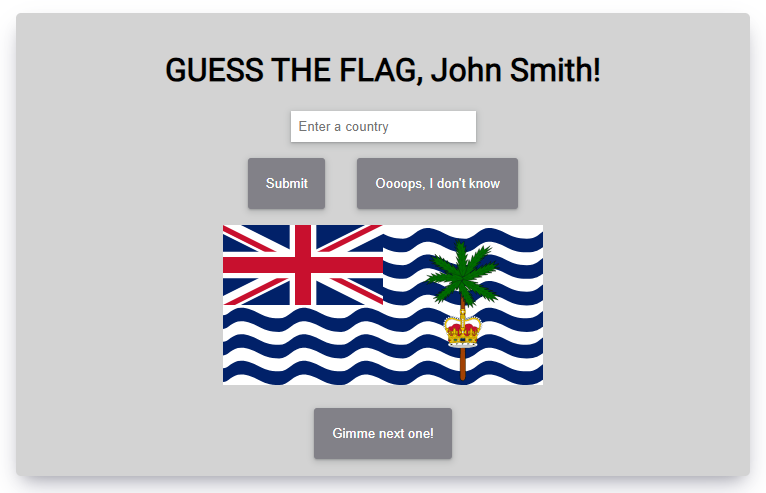 GUESS THE FLAG, John Smith!
Enter a country
Submit
Oooops, I don't know
Gimme next one!